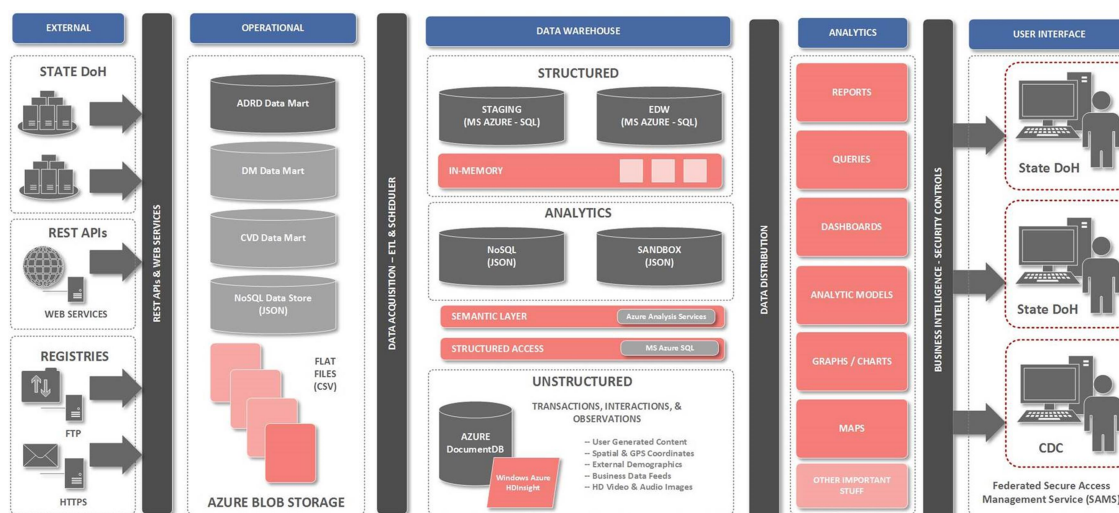 EXTERNAL
STATE DoH
REST APIs
WEB SERVICES
REGISTRIES
FTP
HTTPS
REST APIs & WEB SERVICES
OPERATIONAL
ADRD Data Mart
DM Data Mart
CVD Data Mart
NoSQL Data Store
(JSON)
FLAT
FILES
(CSV)
AZURE BLOB STORAGE
DATA ACQUISITION – ETL & SCHEDULER
DATA WAREHOUSE
STRUCTURED
STAGING
(MS AZURE - SQL)
EDW
(MS AZURE - SQL)
IN-MEMORY
ANALYTICS
NoSQL
(JSON)
SANDBOX
(JSON)
SEMANTIC LAYER
Azure Analysis Services
STRUCTURED ACCESS
MS Azure SQL
UNSTRUCTURED
AZURE
DocumentDB
Windows Azure
HDInsight
TRANSACTIONS, INTERACTIONS, &
OBSERVATIONS
-- User Generated Content
-- Spatial & GPS Coordinates
-- External Demographics
-- Business Data Feeds
-- HD Video & Audio Images
DATA DISTRIBUTION
ANALYTICS
REPORTS
QUERIES
DASHBOARDS
ANALYTIC MODELS
GRAPHS / CHARTS
MAPS
OTHER IMPORTANT
STUFF
BUSINESS INTELLIGENCE - SECURITY CONTROLS
USER INTERFACE
State DoH
State DoH
CDC
Federated Secure Access
Management Service (SAMS)